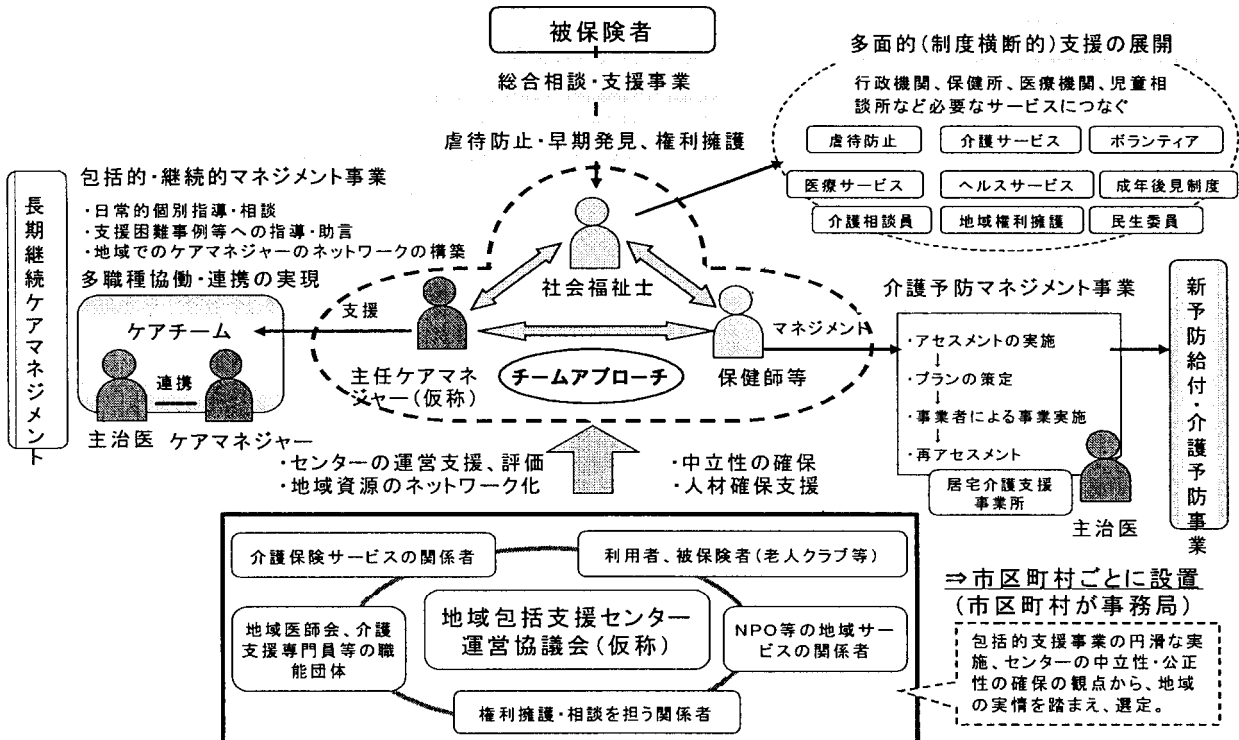 被保険者
総合相談・支援事業
虐待防止・早期発見、権利擁護
多面的(制度横断的)支援の展開
行政機関、保健所、医療機関、児童相
談所など必要なサービスにつなぐ
虐待防止
介護サービス
ボランティア
医療サービス
ヘルスサービス
成年後見制度
介護相談員
地域権利擁護
民生委員
長期継続ケアマネジメント
包括的・継続的マネジメント事業
・日常的個別指導・相談
・支援困難事例等への指導・助言
・地域でのケアマネジャーのネットワークの構築
多職種協働・連携の実現
ケアチーム
連携
主治医
ケアマネジャー
支援
社会福祉士
主任ケアマネ
ジャー(仮称)
チームアプローチ
保健師等
マネジメント
介護予防マネジメント事業
・アセスメントの実施
↓
・プランの策定
↓
・事業者による事業実施
↓
・再アセスメント
居宅介護支援
事業所
主治医
新予防給付・介護予防事業
・センターの運営支援、評価
・地域資源のネットワーク化
・中立性の確保
・人材確保支援
介護保険サービスの関係者
利用者、被保険者(老人クラブ等)
地域医師会、介護
支援専門員等の職
能団体
地域包括支援センター
運営協議会(仮称)
NPO等の地域サー
ビスの関係者
権利擁護・相談を担う関係者
⇒市区町村ごとに設置
(市区町村が事務局)
包括的支援事業の円滑な実
施、センターの中立性・公正
性の確保の観点から、地域
の実情を踏まえ、選定。